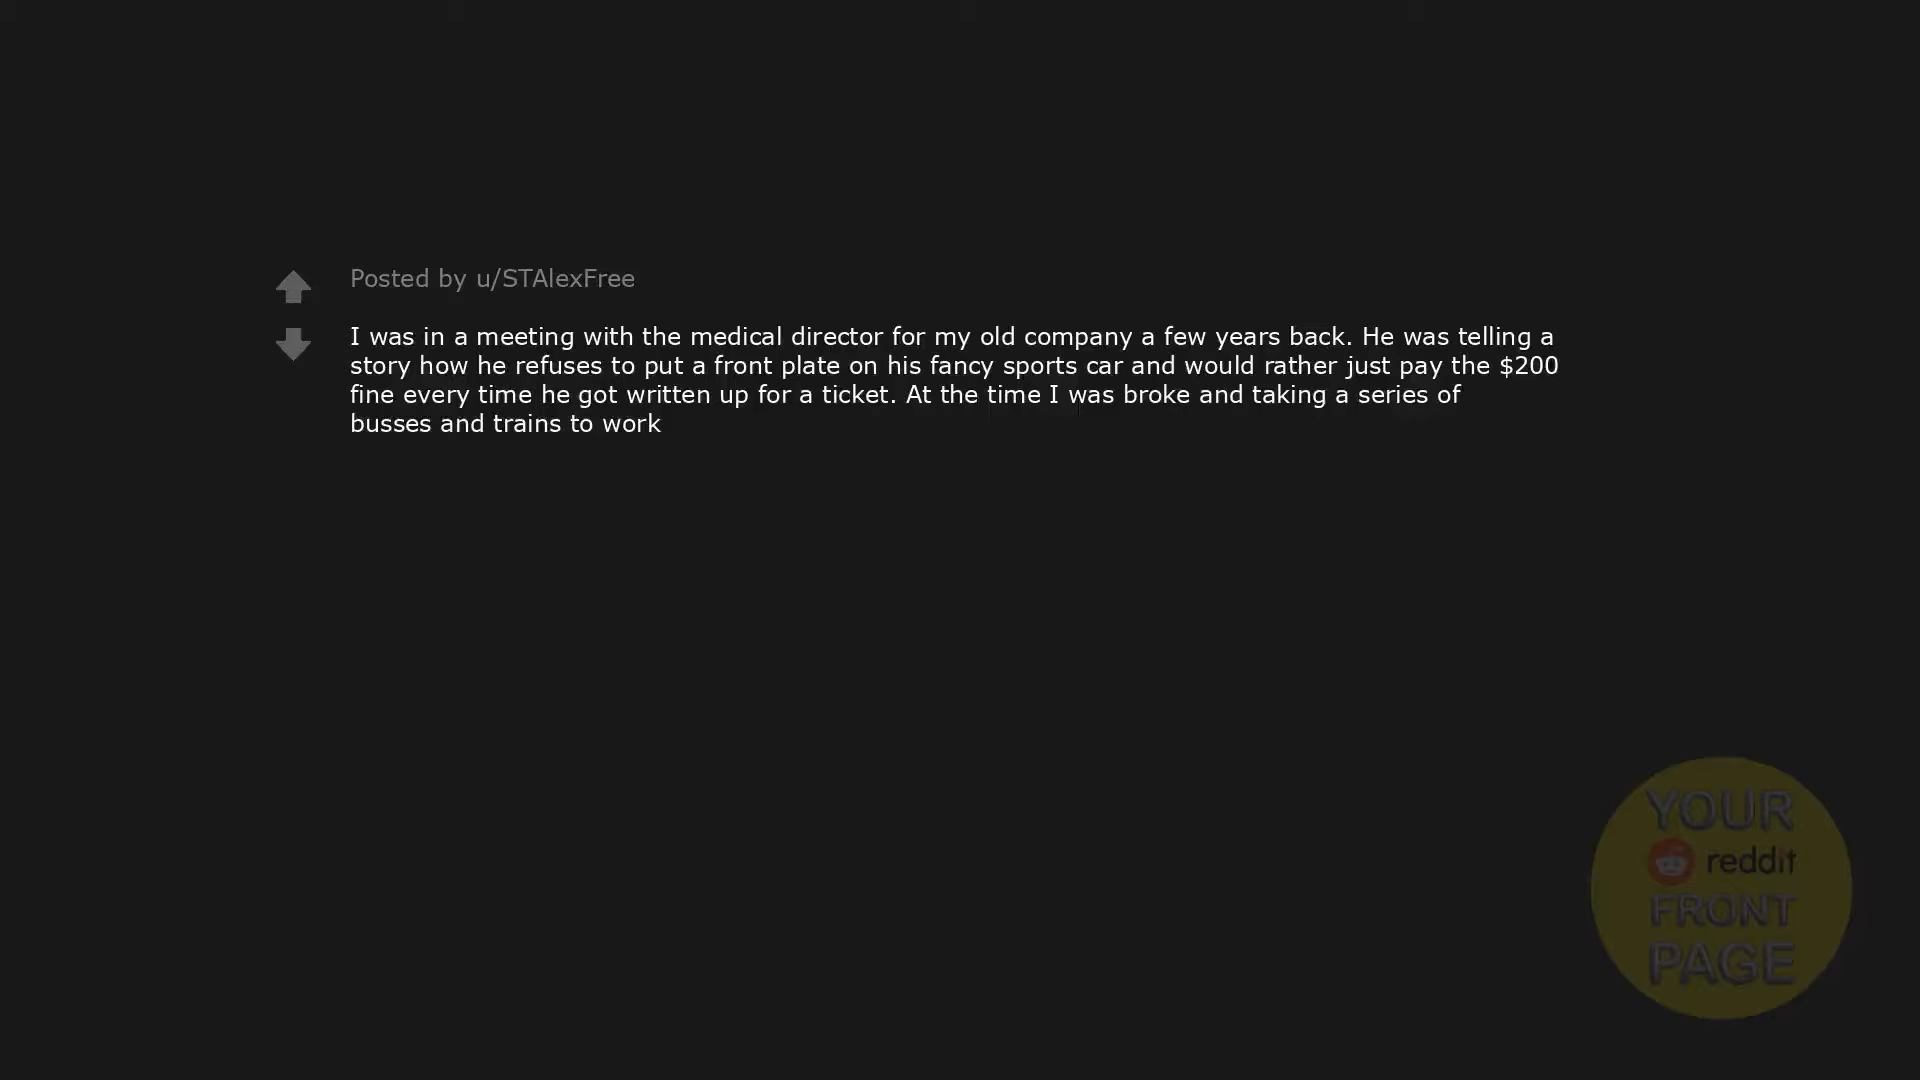 Posted by u/STAlexFree
I was in a meeting with the medical director for my old company a few years back. He was telling a
story how he refuses to put a front plate on his fancy sports car and would rather just pay the $200
fine every time he got written up for a ticket. At the time I was broke and taking a series of
busses and trains to work
YOUR
reddit
FRONT
PAGE